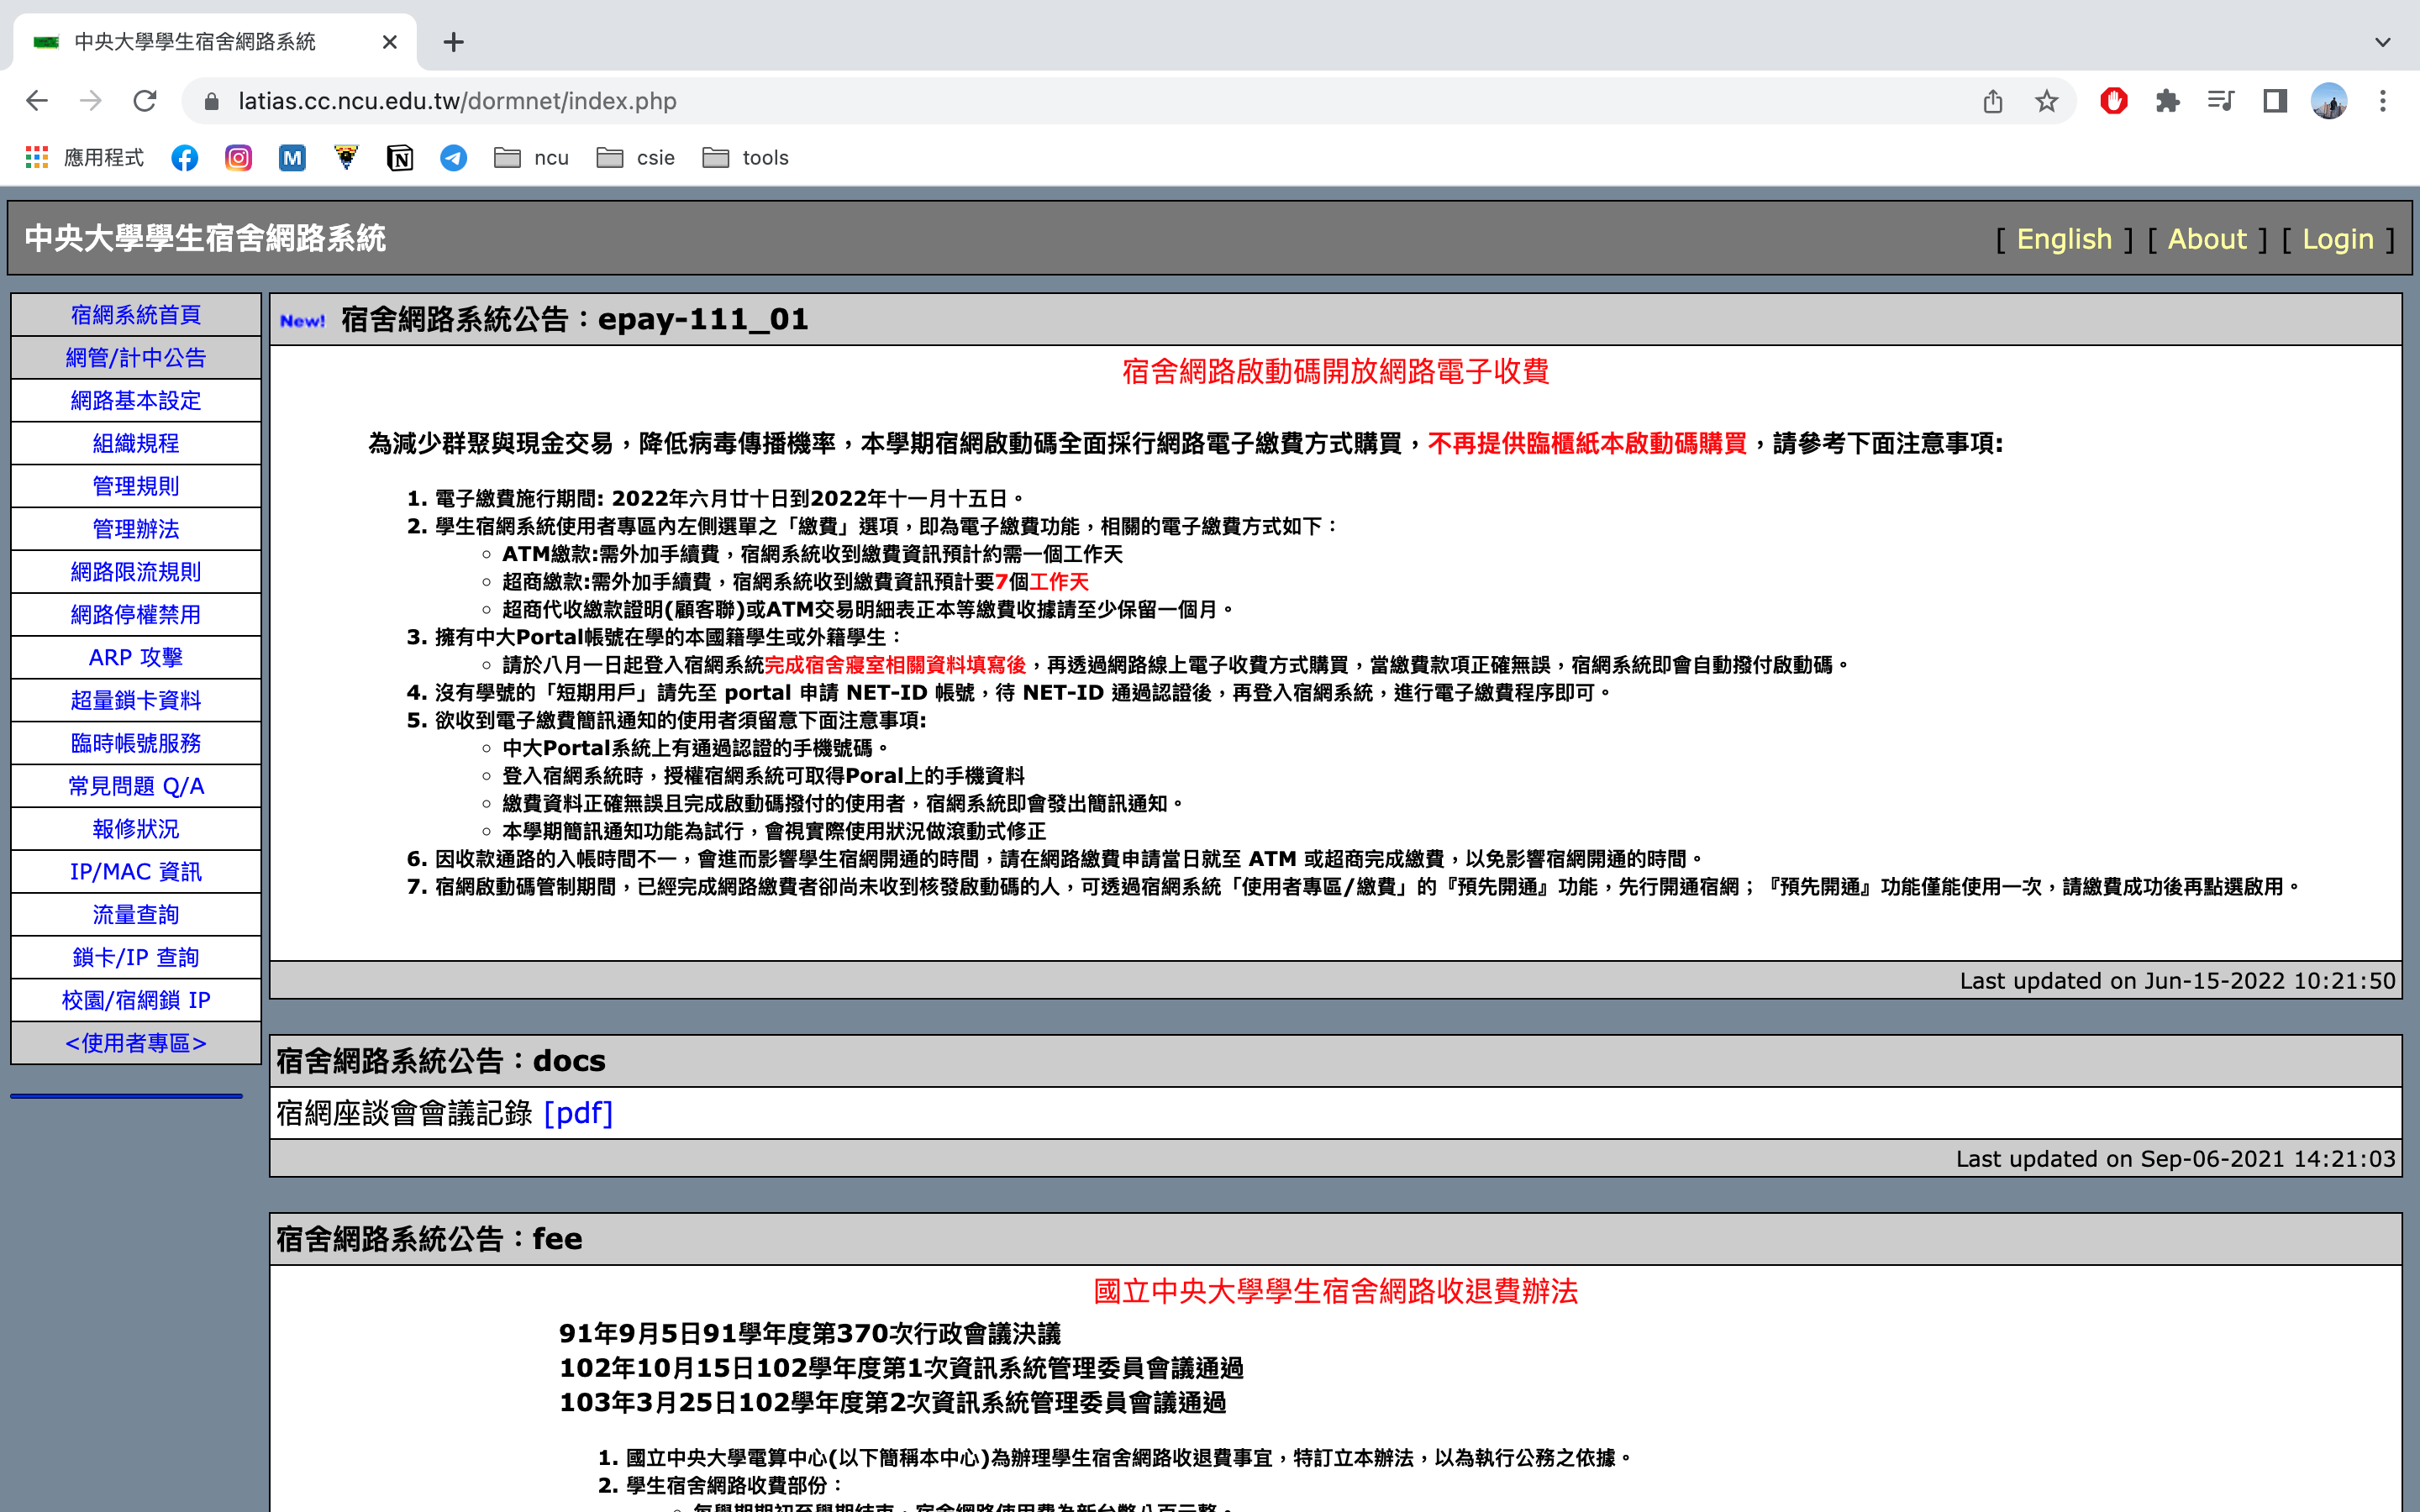 中央大學學生宿舍網路系統
latias.cc.ncu.edu.tw/dormnet/index.php
應用程式 ncu csie tools
中央大學學生宿舍網路系統
[ English ] [ About ] [ Login ]
宿網系統首頁
網管/計中公告
網路基本設定
組織規程
管理規則
管理辦法
網路限流規則
網路停權禁用
ARP 攻擊
超量鎖卡資料
臨時帳號服務
常見問題 Q/A
報修狀況
IP/MAC 資訊
流量查詢
鎖卡/IP 查詢
校園/宿網鎖 IP
<使用者專區>
New! 宿舍網路系統公告：epay-111_01
宿舍網路啟動碼開放網路電子收費
為減少群聚與現金交易，降低病毒傳播機率，本學期宿網啟動碼全面採行網路電子繳費方式購買，不再提供臨櫃紙本啟動碼購買，請參考下面注意事項:
1. 電子繳費施行期間: 2022年六月廿十日到2022年十一月十五日。
2. 學生宿網系統使用者專區內左側選單之「繳費」選項，即為電子繳費功能，相關的電子繳費方式如下：
◦ ATM繳款:需外加手續費，宿網系統收到繳費資訊預計約需一個工作天
◦ 超商繳款:需外加手續費，宿網系統收到繳費資訊預計要7個工作天
◦ 超商代收繳款證明(顧客聯)或ATM交易明細表正本等繳費收據請至少保留一個月。
3. 擁有中大Portal帳號在學的本國籍學生或外籍學生：
◦ 請於八月一日起登入宿網系統完成宿舍寢室相關資料填寫後，再透過網路線上電子收費方式購買，當繳費款項正確無誤，宿網系統即會自動撥付啟動碼。
4. 沒有學號的「短期用戶」請先至 portal 申請 NET-ID 帳號，待 NET-ID 通過認證後，再登入宿網系統，進行電子繳費程序即可。
5. 欲收到電子繳費簡訊通知的使用者須留意下面注意事項:
◦ 中大Portal系統上有通過認證的手機號碼。
◦ 登入宿網系統時，授權宿網系統可取得Poral上的手機資料
◦ 繳費資料正確無誤且完成啟動碼撥付的使用者，宿網系統即會發出簡訊通知。
◦ 本學期簡訊通知功能為試行，會視實際使用狀況做滾動式修正
6. 因收款通路的入帳時間不一，會進而影響學生宿網開通的時間，請在網路繳費申請當日就至 ATM 或超商完成繳費，以免影響宿網開通的時間。
7. 宿網啟動碼管制期間，已經完成網路繳費者卻尚未收到核發啟動碼的人，可透過宿網系統「使用者專區/繳費」的『預先開通』功能，先行開通宿網；『預先開通』功能僅能使用一次，請繳費成功後再點選啟用。
Last updated on Jun-15-2022 10:21:50
宿舍網路系統公告：docs
宿網座談會會議記錄 [pdf]
Last updated on Sep-06-2021 14:21:03
宿舍網路系統公告：fee
國立中央大學學生宿舍網路收退費辦法
91年9月5日91學年度第370次行政會議決議
102年10月15日102學年度第1次資訊系統管理委員會議通過
103年3月25日102學年度第2次資訊系統管理委員會議通過
1. 國立中央大學電算中心(以下簡稱本中心)為辦理學生宿舍網路收退費事宜，特訂立本辦法，以為執行公務之依據。
2. 學生宿舍網路收費部份：
◦ 每學期期初至學期結束，宿舍網路使用費為新台幣八百元整。